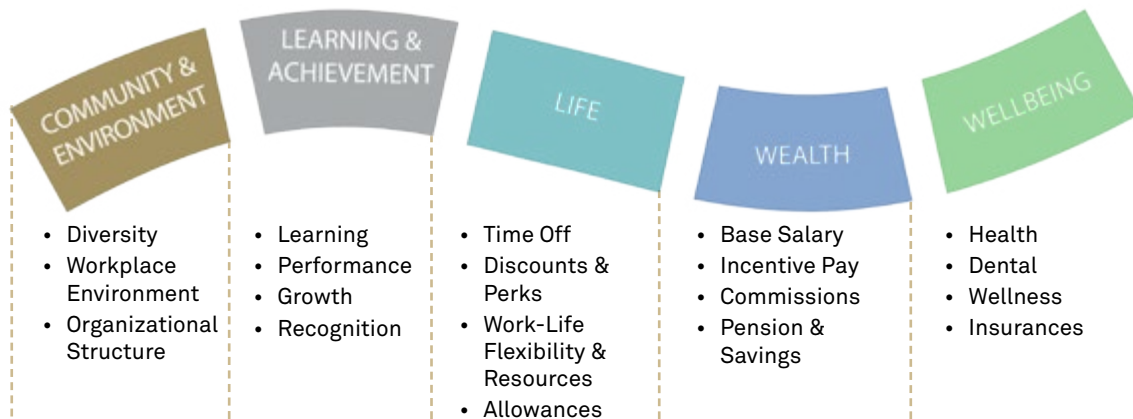 COMMUNITY &
ENVIRONMENT
• Diversity
• Workplace
Environment
• Organizational
Structure
LEARNING &
ACHIEVEMENT
• Learning
• Performance
• Growth
• Recognition
LIFE
• Time Off
• Discounts &
Perks
• Work-Life
Flexibility &
Resources
• Allowances
WEALTH
• Base Salary
• Incentive Pay
• Commissions
• Pension &
Savings
WELLBEING
• Health
• Dental
• Wellness
• Insurances